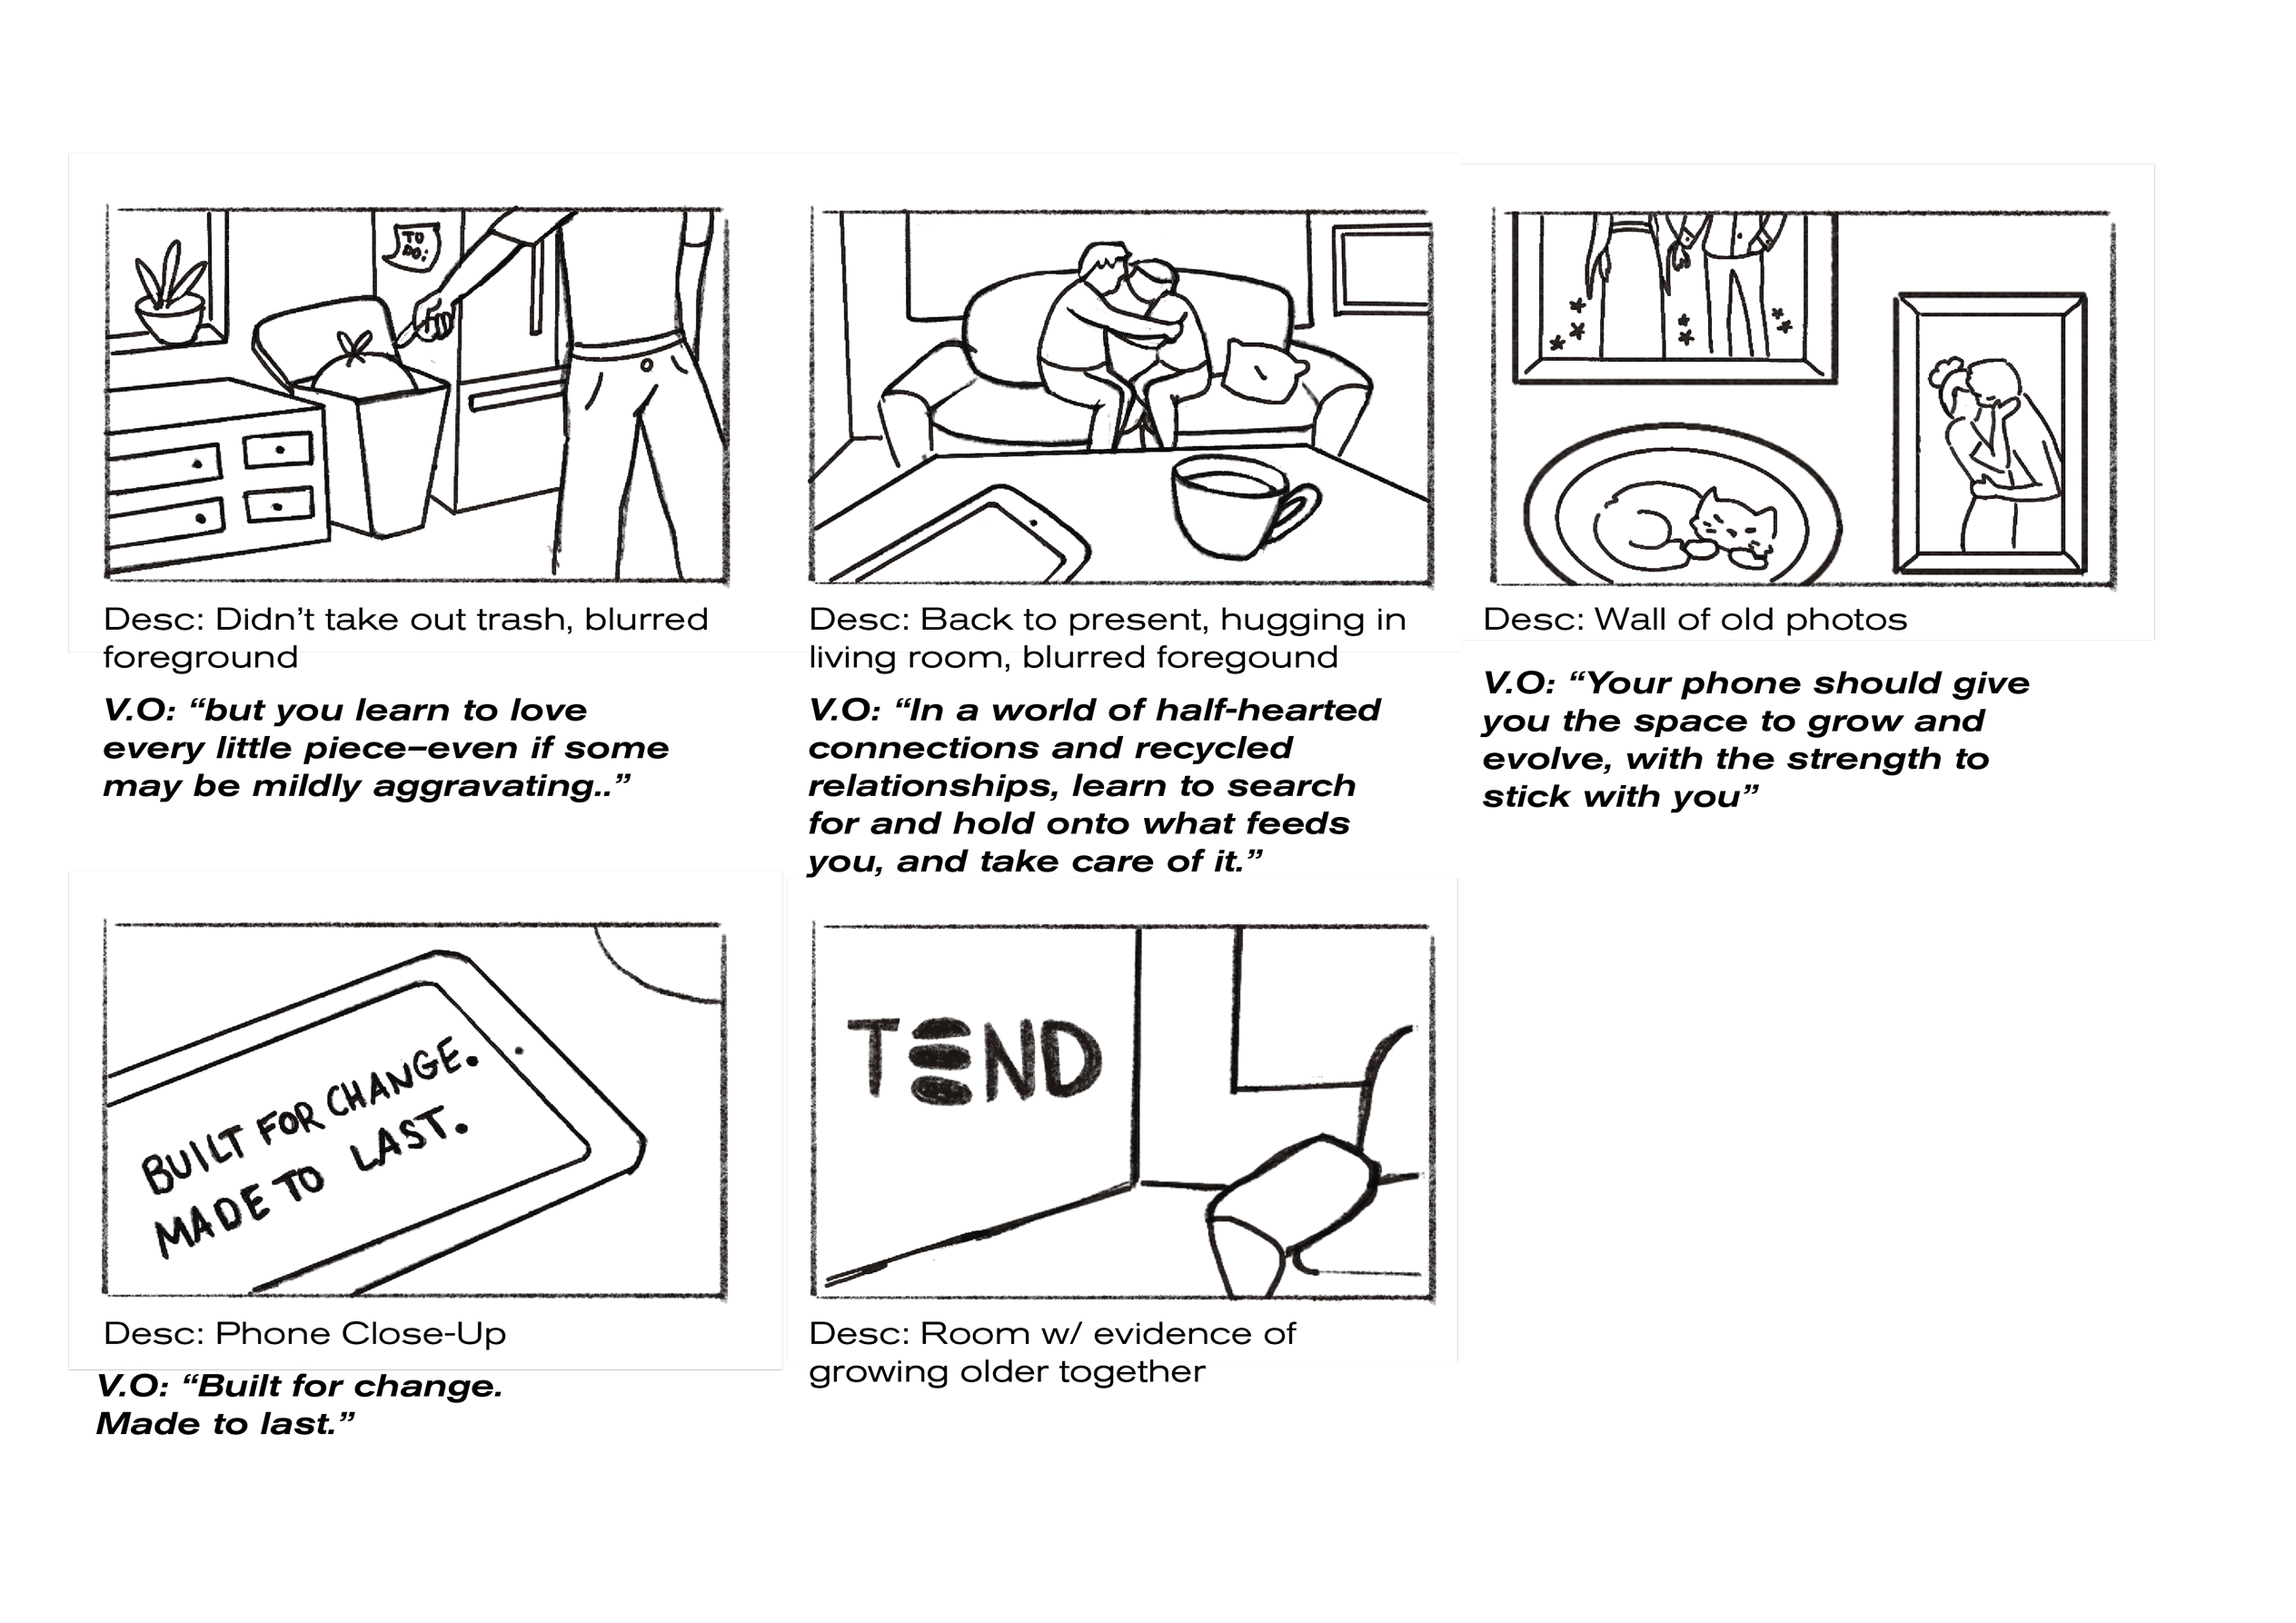 TO
DO:
Desc: Didn’t take out trash, blurred
foreground
V.O: “but you learn to love
every little piece–even if some
may be mildly aggravating..”
Desc: Back to present, hugging in
living room, blurred foregound
V.O: “In a world of half-hearted
connections and recycled
relationships, learn to search
for and hold onto what feeds
you, and take care of it.”
Desc: Wall of old photos
V.O: “Your phone should give
you the space to grow and
evolve, with the strength to
stick with you”
BUILT FOR CHANGE.
MADE TO LAST.
Desc: Phone Close-Up
V.O: “Built for change.
Made to last.”
TEND
Desc: Room w/ evidence of
growing older together